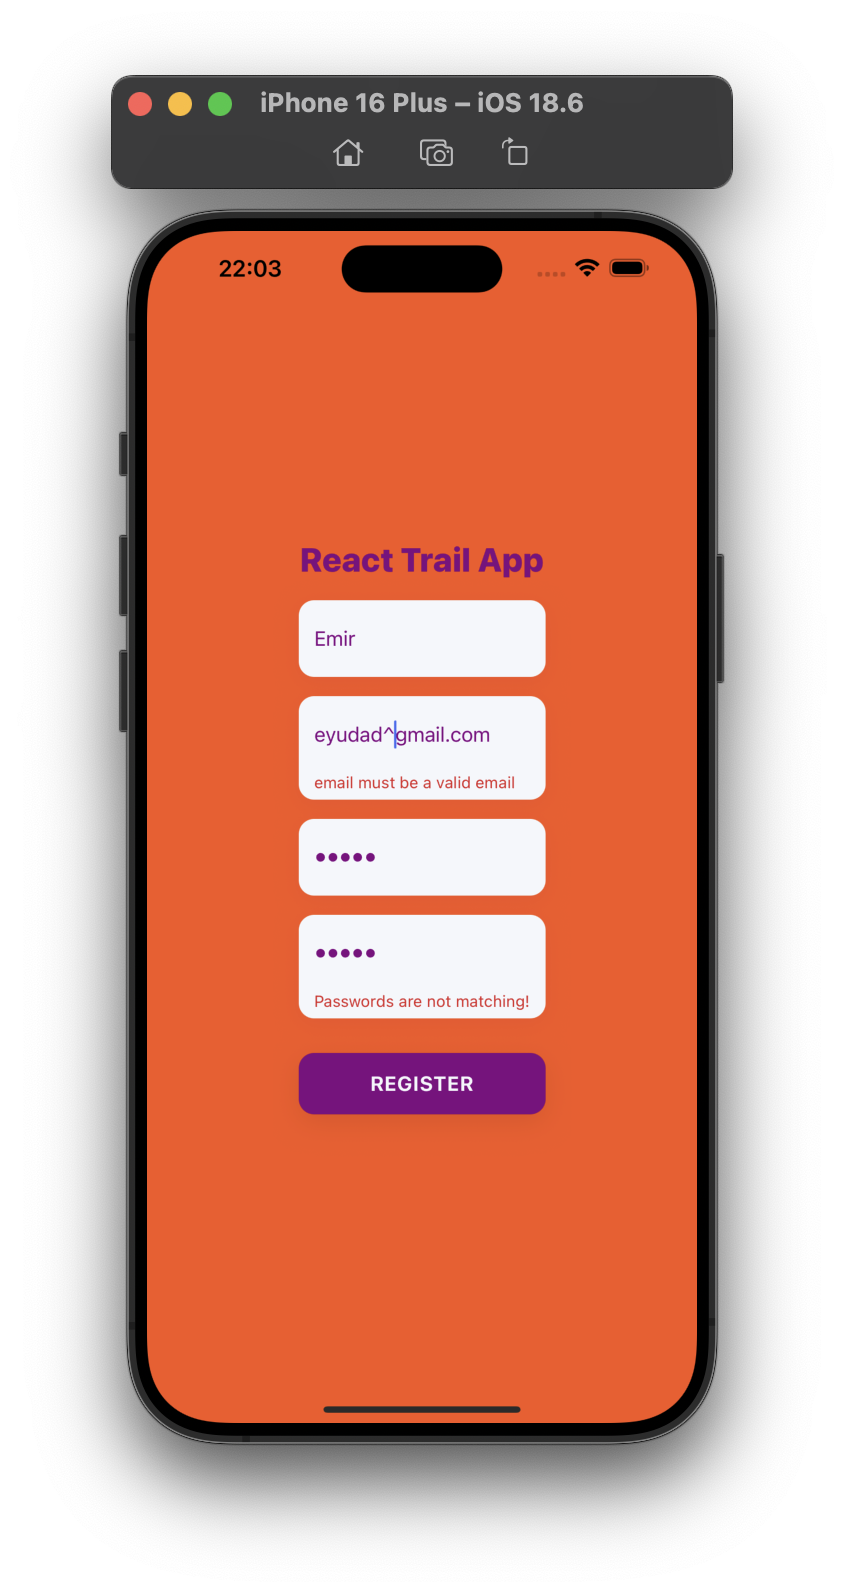 iPhone 16 Plus – iOS 18.6
22:03
React Trail App
Emir
eyudad^gmail.com
email must be a valid email
•••••
•••••
Passwords are not matching!
REGISTER